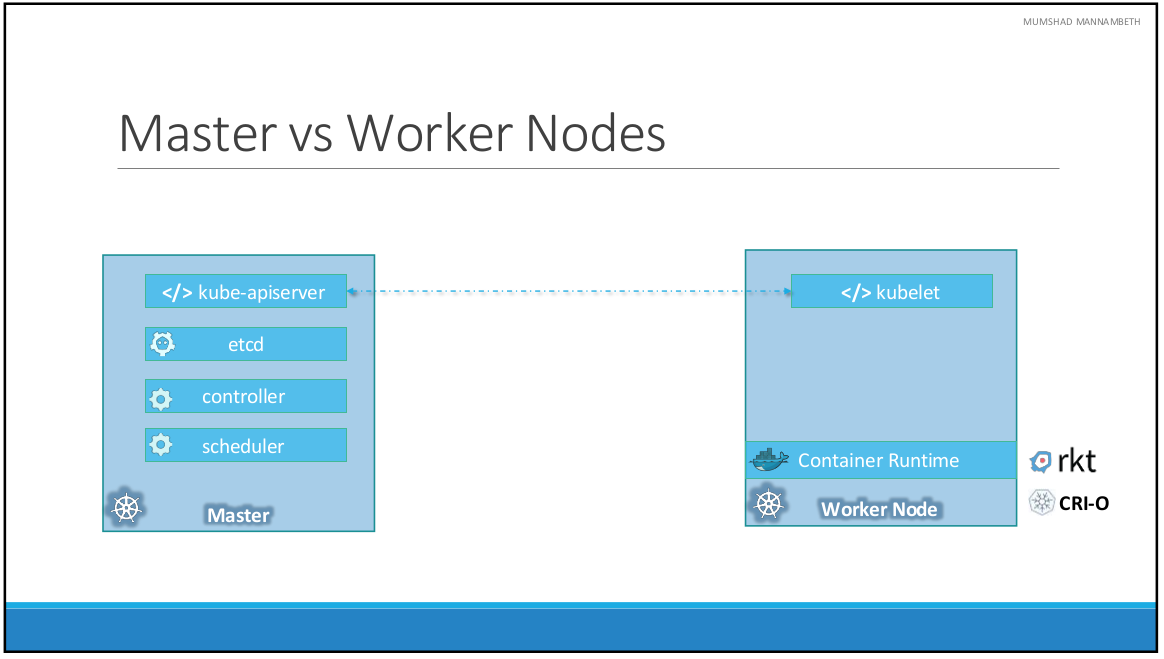 MUMSHAD MANNAMBETH
Master vs Worker Nodes
</> kube-apiserver
etcd
controller
scheduler
Master
</> kubelet
Container Runtime
Worker Node
rkt
CRI-O